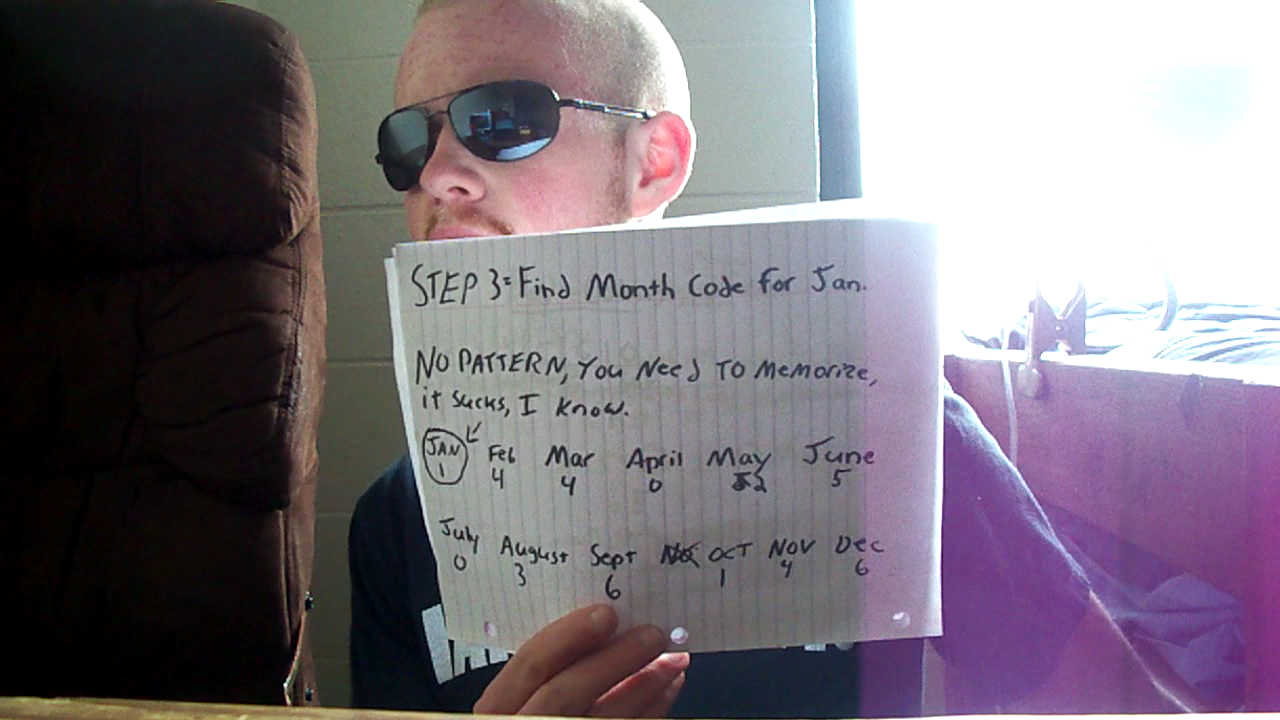 STEP 3= Find Month Code for Jan.
NO PATTERN, You Need TO Memorize,
it sucks, I know.
JAN Feb Mar April May June
1 4 4 0 2 5
July August Sept OCT NOV Dec
0 3 6 1 4 6